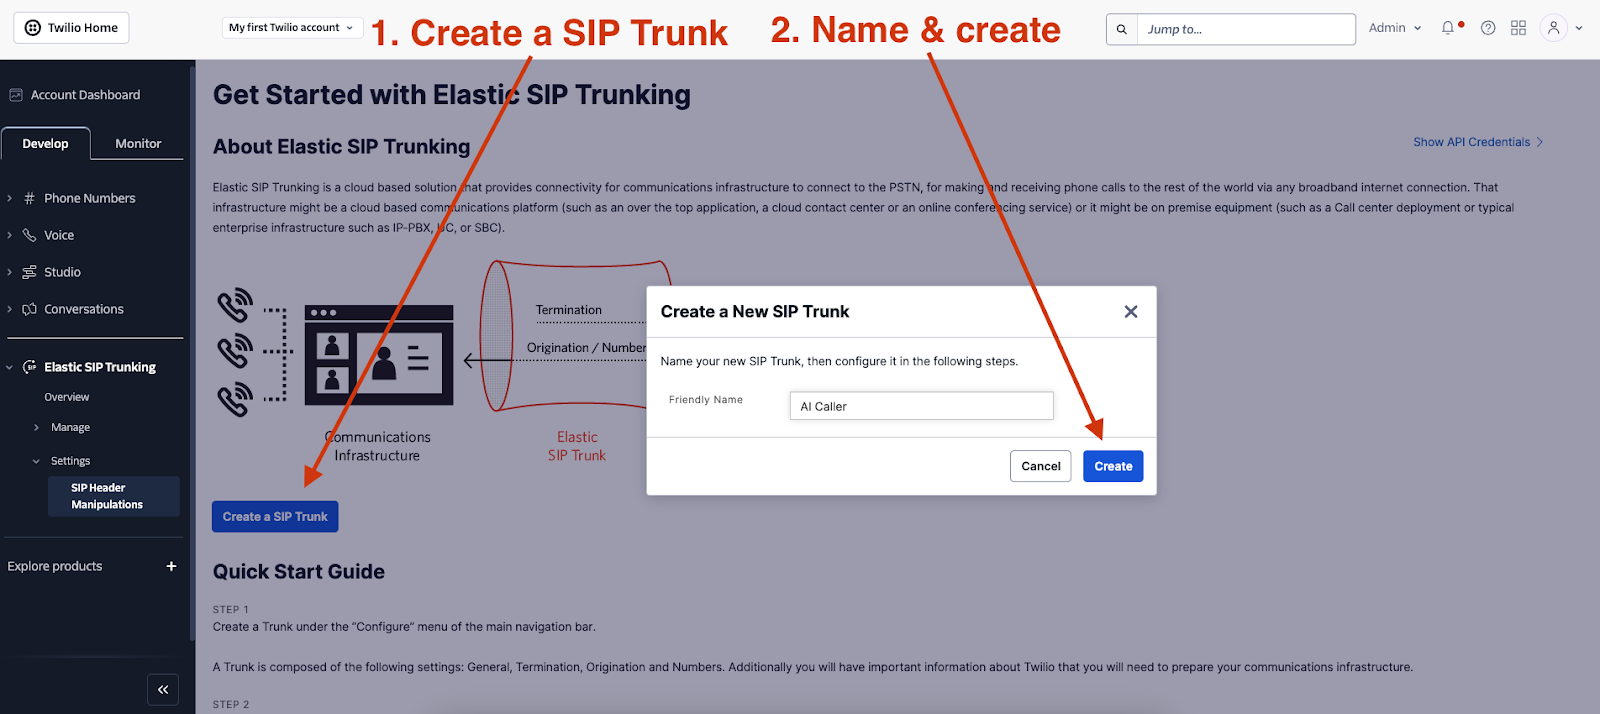 Twilio Home
My first Twilio account
1. Create a SIP Trunk
2. Name & create
Jump to...
Admin
Account Dashboard
Develop
Monitor
Phone Numbers
Voice
Studio
Conversations
Elastic SIP Trunking
Overview
Manage
Settings
SIP Header
Manipulations
Explore products
+
Get Started with Elastic SIP Trunking
About Elastic SIP Trunking
Show API Credentials
Elastic SIP Trunking is a cloud based solution that provides connectivity for communications infrastructure to connect to the PSTN, for making and receiving phone calls to the rest of the world via any broadband internet connection. That
infrastructure might be a cloud based communications platform (such as an over the top application, a cloud contact center or an online conferencing service) or it might be on premise equipment (such as a Call center deployment or typical
enterprise infrastructure such as IP-PBX, UC, or SBC).
Termination
Origination / Number
Communications
Infrastructure
Elastic
SIP Trunk
Create a New SIP Trunk
Name your new SIP Trunk, then configure it in the following steps.
Friendly Name
AI Caller
Cancel
Create
Create a SIP Trunk
Quick Start Guide
STEP 1
Create a Trunk under the “Configure” menu of the main navigation bar.
A Trunk is composed of the following settings: General, Termination, Origination and Numbers. Additionally you will have important information about Twilio that you will need to prepare your communications infrastructure.
STEP 2